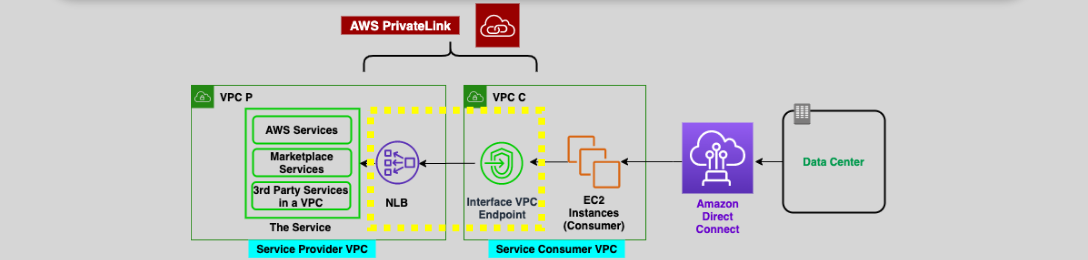 AWS PrivateLink
VPC P
VPC C
AWS Services
Marketplace
Services
3rd Party Services
in a VPC
The Service
NLB
Interface VPC
Endpoint
EC2
Instances
(Consumer)
Amazon
Direct
Connect
Data Center
Service Provider VPC
Service Consumer VPC